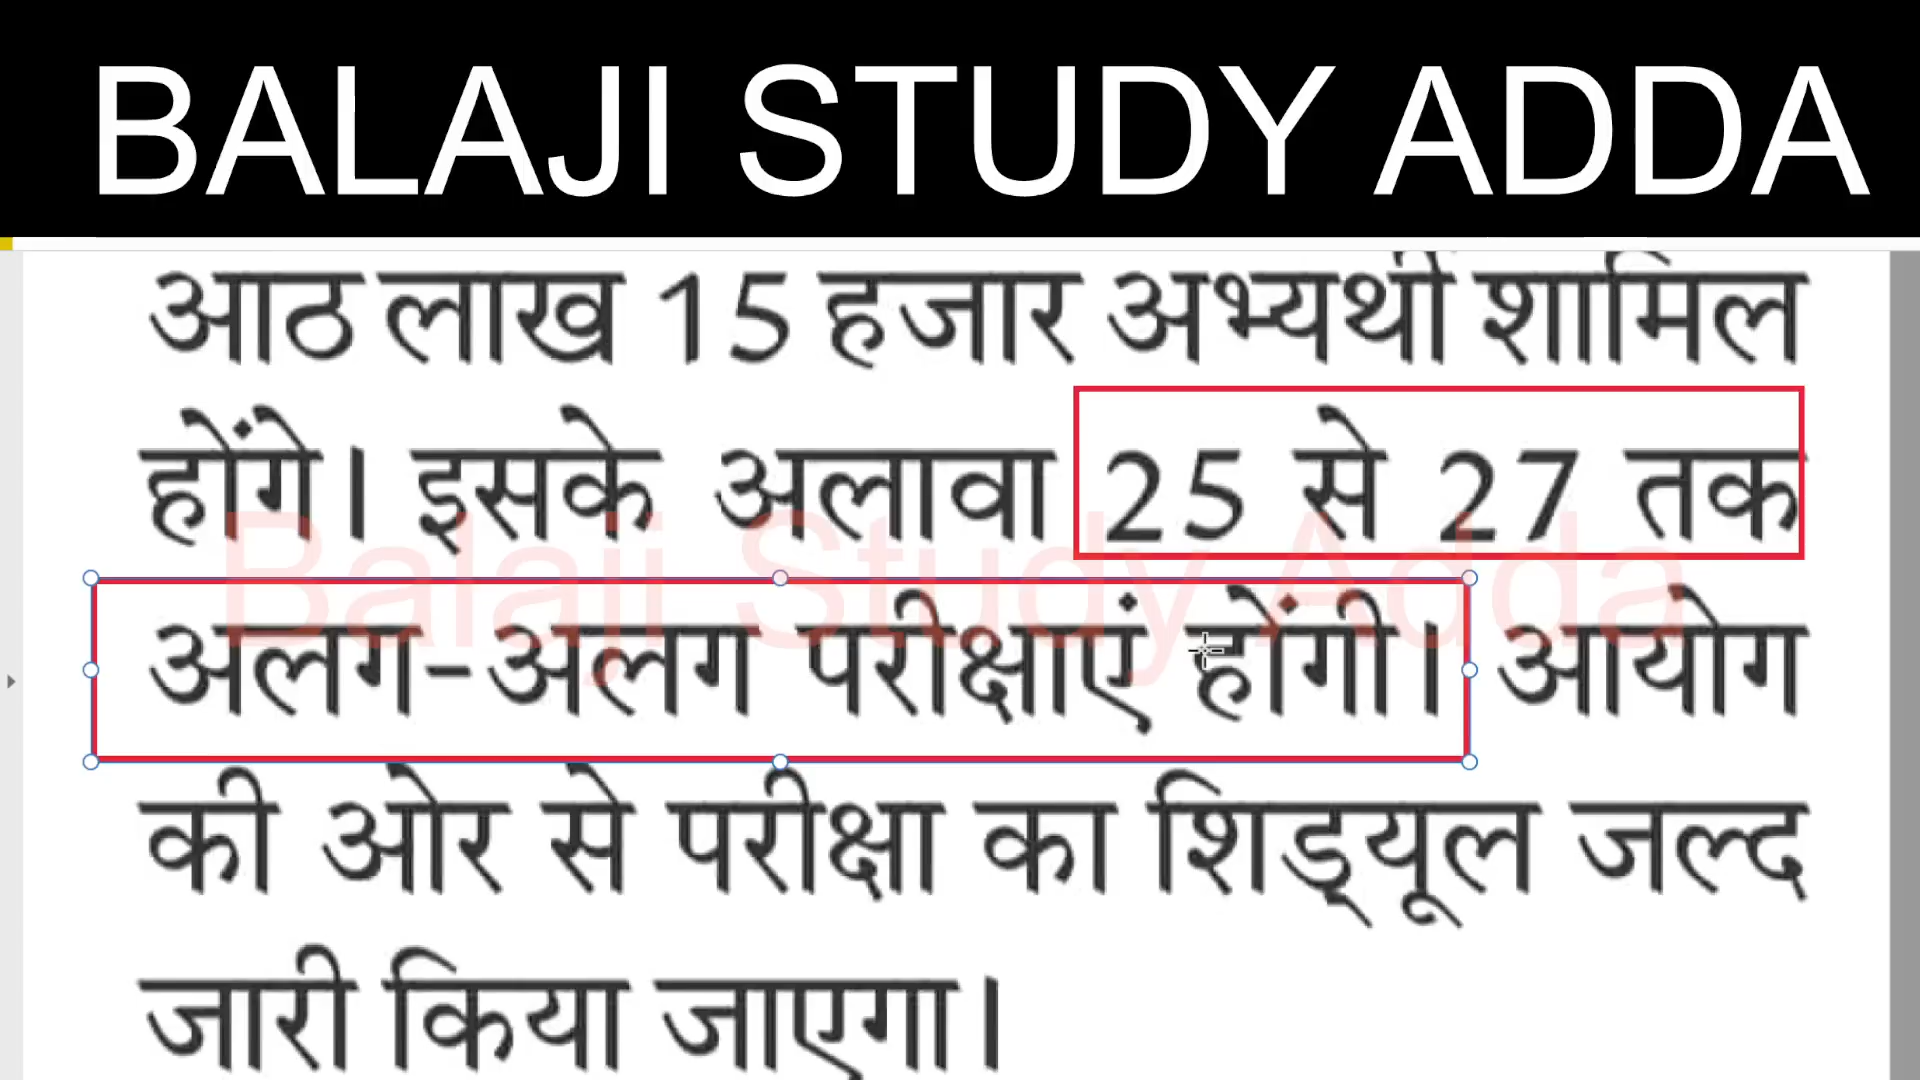 BALAJI STUDY ADDA
आठ लाख 15 हजार अभ्यर्थी शामिल
होंगे। इसके अलावा 25 से 27 तक
Balaji Study Adda
अलग-अलग परीक्षाएं होंगी। आयोग
की ओर से परीक्षा का शिड्यूल जल्द
जारी किया जाएगा।